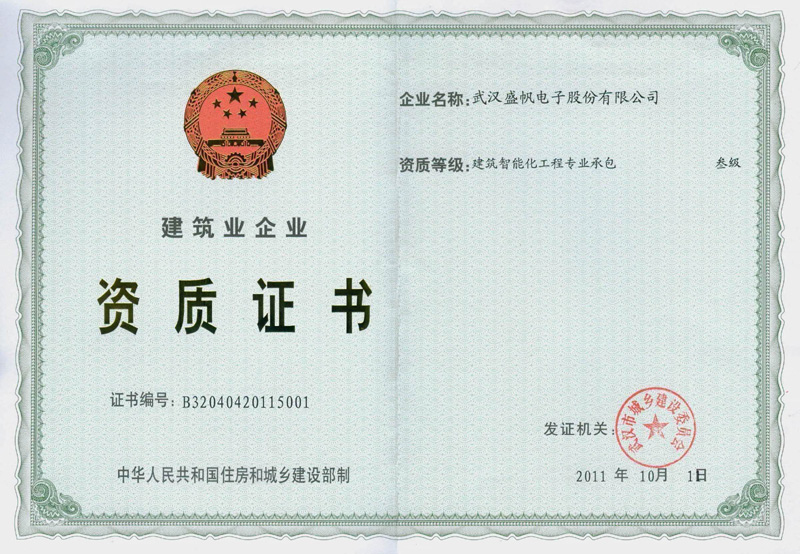 建筑业企业
资质证书
证书编号：B32040420115001
中华人民共和国住房和城乡建设部制
企业名称：武汉盛帆电子股份有限公司
资质等级：建筑智能化工程专业承包 叁级
发证机关：
武汉市城乡建设委员会
2011 年 10月 1日